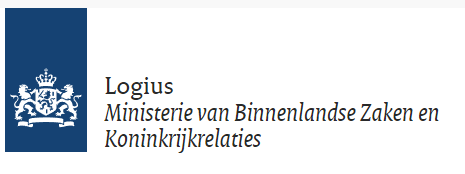 Logius
Ministerie van Binnenlandse Zaken en
Koninkrijkrelaties